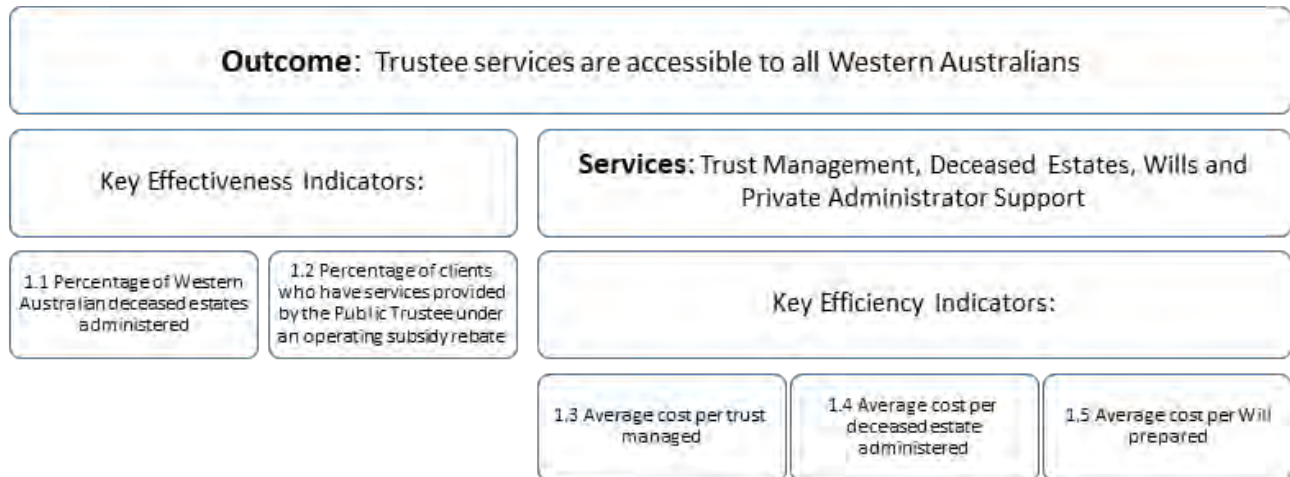 Outcome: Trustee services are accessible to all Western Australians
Key Effectiveness Indicators:
Services: Trust Management, Deceased Estates, Wills and
Private Administrator Support
1.1 Percentage of Western
Australian deceased estates
administered
1.2 Percentage of clients
who have services provided
by the Public Trustee under
an operating subsidy rebate
Key Efficiency Indicators:
1.3 Average cost per trust
managed
1.4 Average cost per
deceased estate
administered
1.5 Average cost per Will
prepared